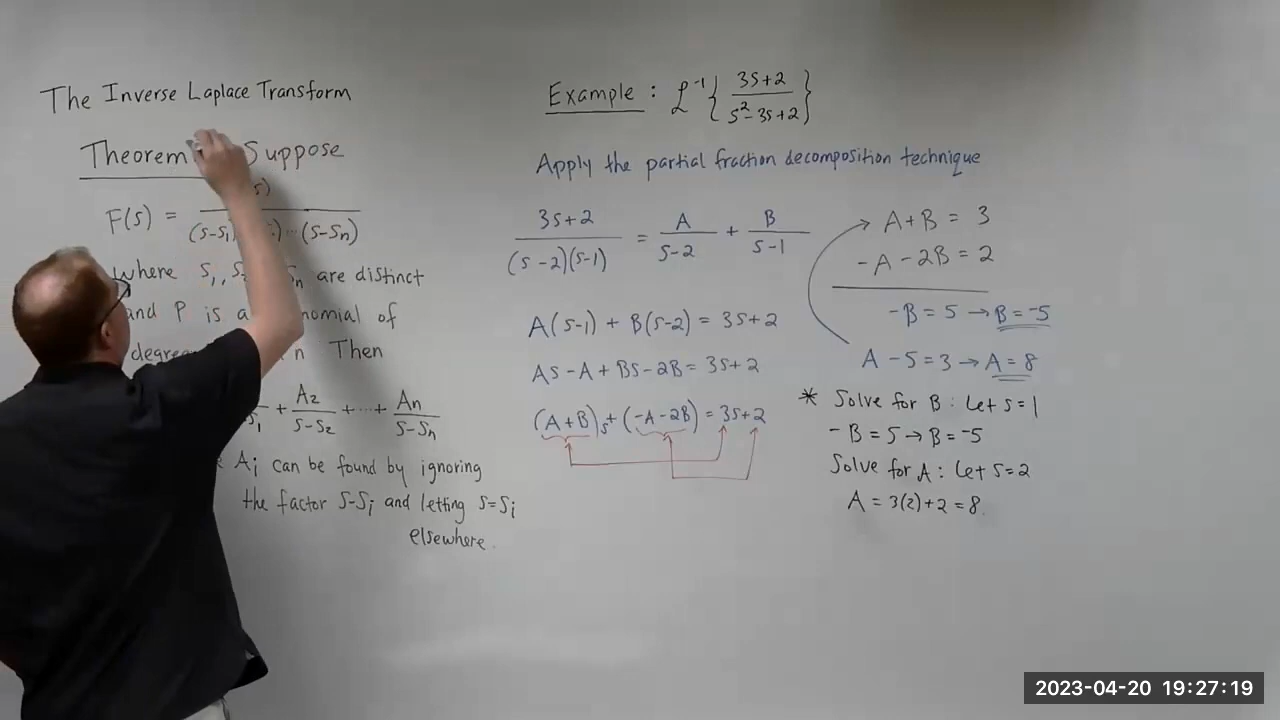 The Inverse Laplace Transform
Theorem Suppose
s)
F(s) = (s-s₁) ⋯ (s-sₙ)
where s₁, sₙ are distinct
and P is a nomial of
degree n Then
s₁ + A₂/(s-s₂) + ⋯ + Aₙ/(s-sₙ)
* Aᵢ can be found by ignoring
the factor s-sᵢ and letting s=sᵢ
elsewhere.
Example : ℒ⁻¹{ (3s+2)/(s²-3s+2) }
Apply the partial fraction decomposition technique
(3s+2)/((s-2)(s-1)) = A/(s-2) + B/(s-1)
A(s-1) + B(s-2) = 3s+2
As-A+Bs-2B = 3s+2
(A+B)s+(-A-2B) = 3s+2
A+B = 3
-A-2B = 2
-B = 5 → B = -5
A-5=3 → A=8
* Solve for B: Let s=1
-B = 5 → B = -5
Solve for A: Let s=2
A = 3(2)+2 = 8
2023-04-20 19:27:19